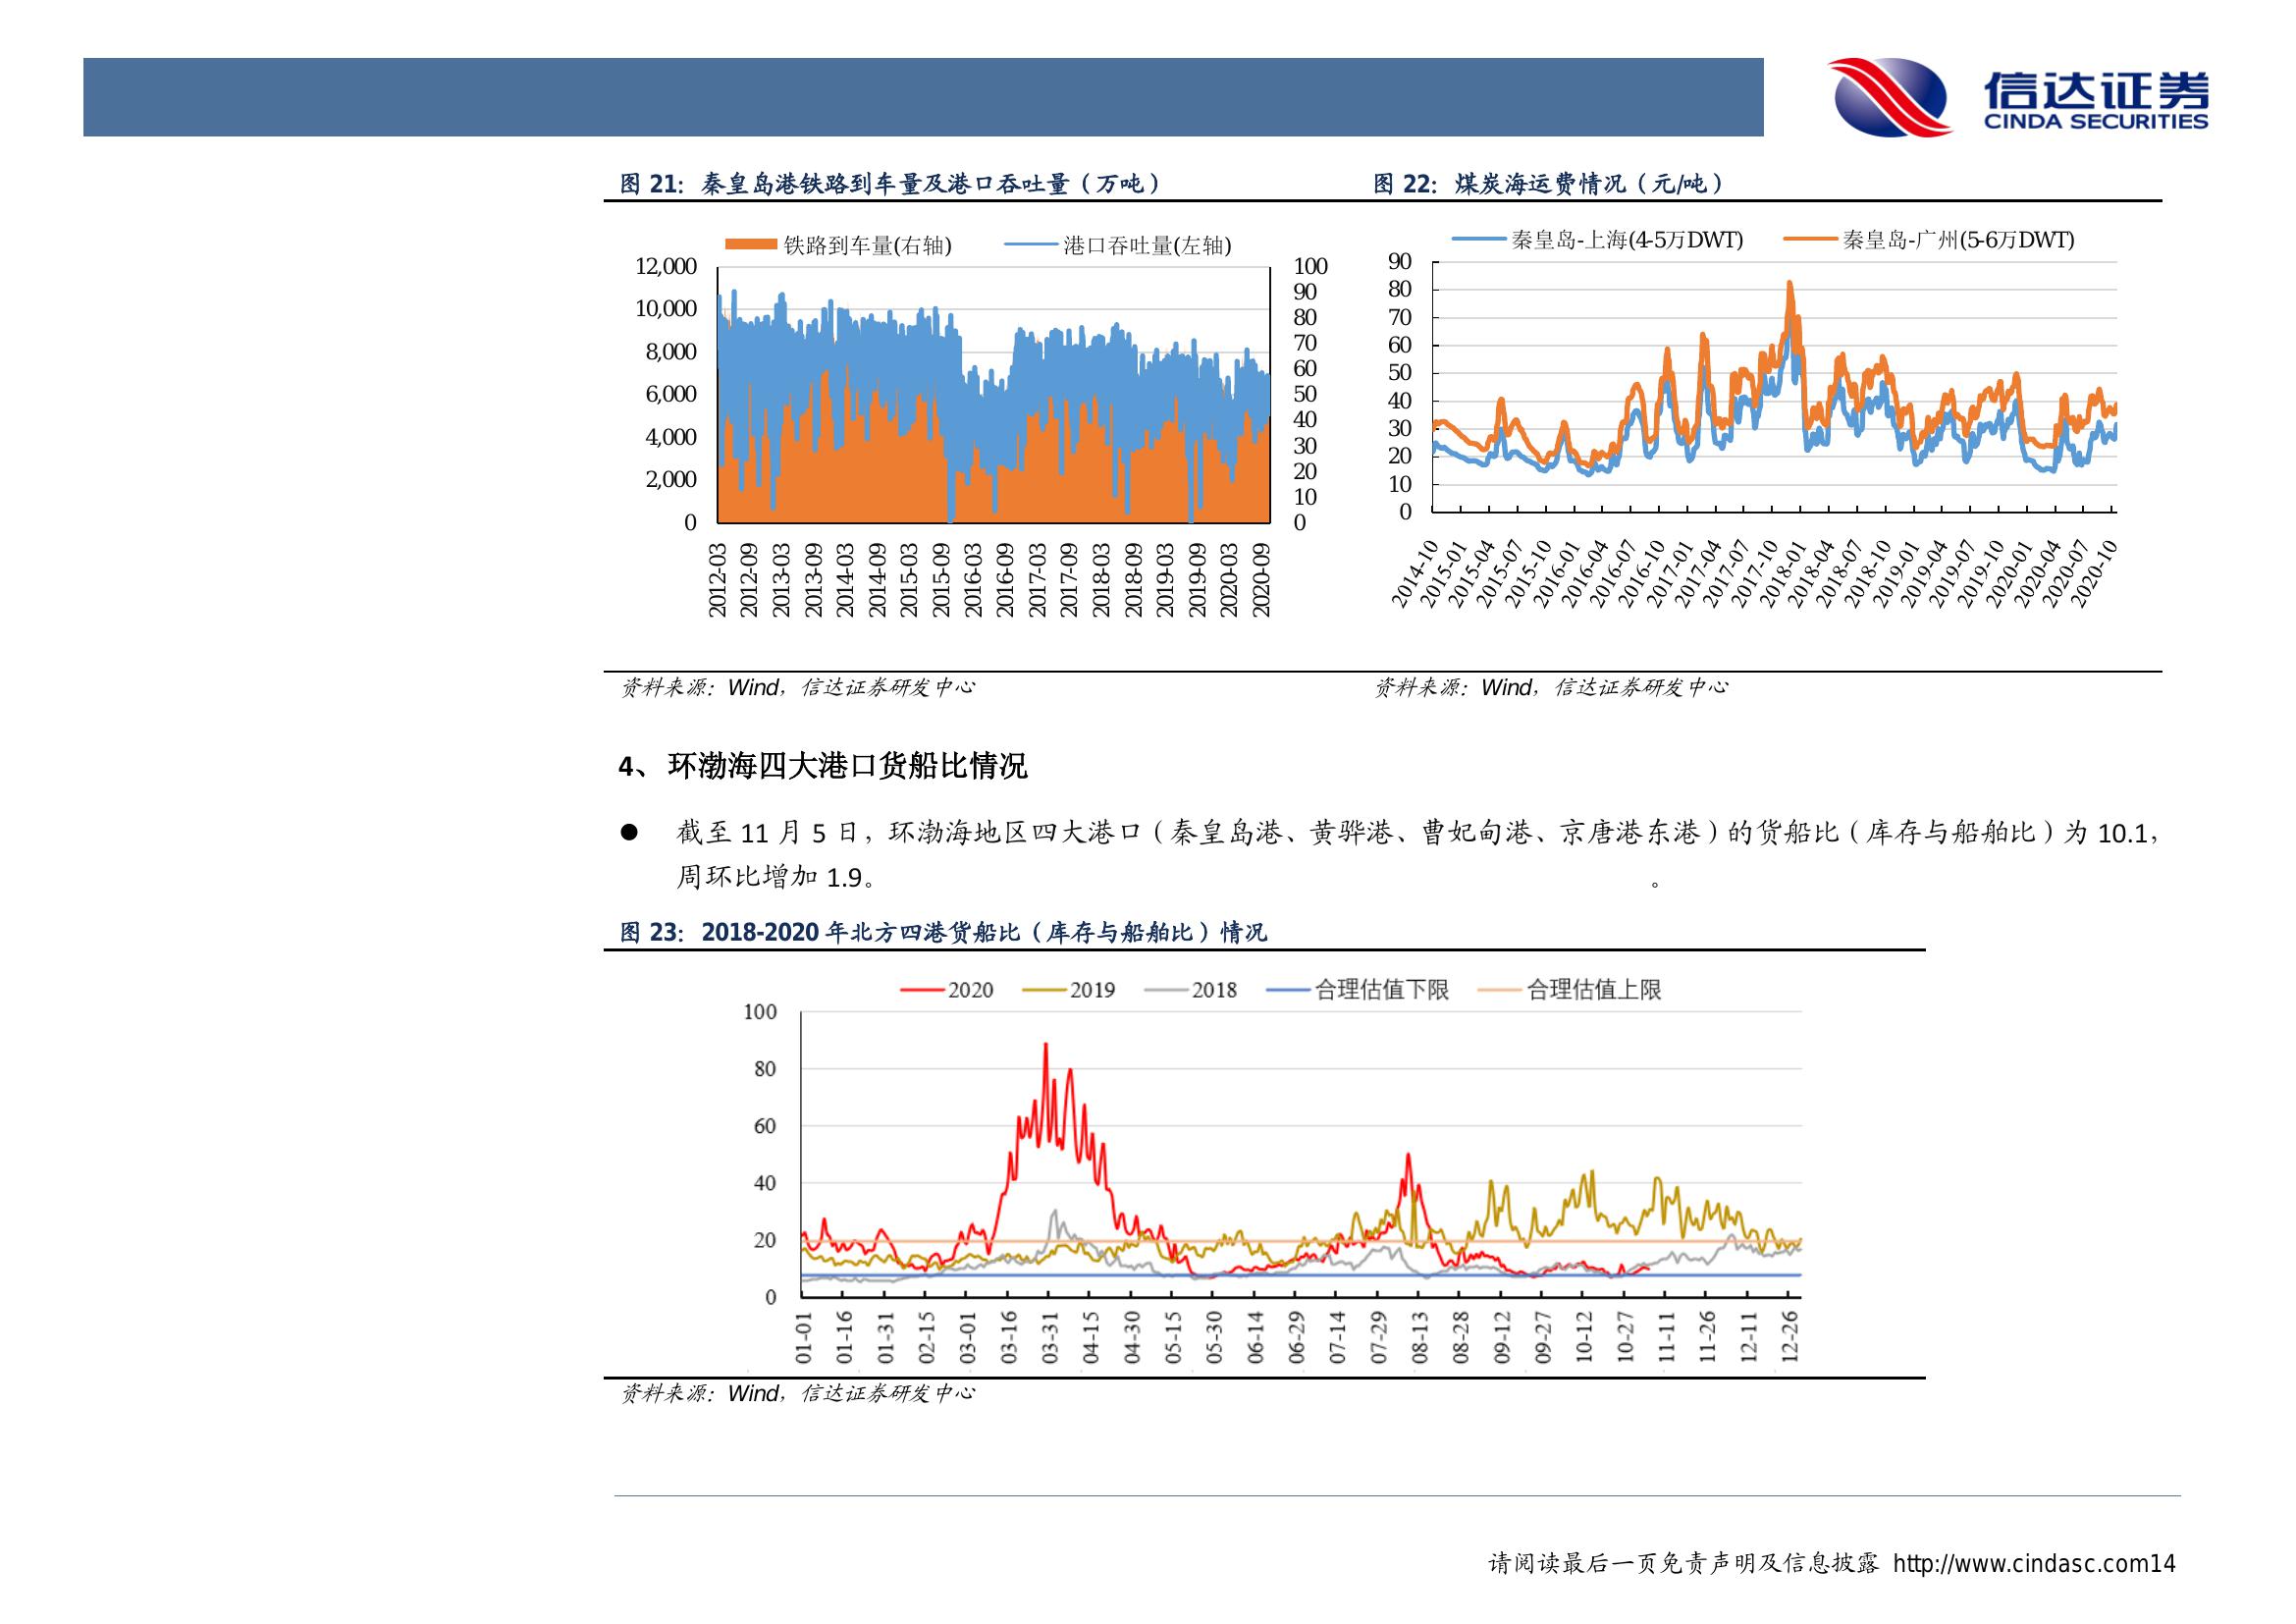 信达证券
CINDA SECURITIES
图 21：秦皇岛港铁路到车量及港口吞吐量（万吨）
铁路到车量(右轴) 港口吞吐量(左轴)
12,000
10,000
8,000
6,000
4,000
2,000
0
100
90
80
70
60
50
40
30
20
10
0
2012-03 2012-09 2013-03 2013-09 2014-03 2014-09 2015-03 2015-09 2016-03 2016-09 2017-03 2017-09 2018-03 2018-09 2019-03 2019-09 2020-03 2020-09
资料来源：Wind，信达证券研发中心
图 22：煤炭海运费情况（元/吨）
秦皇岛-上海(4-5万DWT) 秦皇岛-广州(5-6万DWT)
90
80
70
60
50
40
30
20
10
0
2014-10 2015-01 2015-04 2015-07 2015-10 2016-01 2016-04 2016-07 2016-10 2017-01 2017-04 2017-07 2017-10 2018-01 2018-04 2018-07 2018-10 2019-01 2019-04 2019-07 2019-10 2020-01 2020-04 2020-07 2020-10
资料来源：Wind，信达证券研发中心
4、 环渤海四大港口货船比情况
● 截至 11 月 5 日，环渤海地区四大港口（秦皇岛港、黄骅港、曹妃甸港、京唐港东港）的货船比（库存与船舶比）为 10.1，
周环比增加 1.9。 。
图 23：2018-2020 年北方四港货船比（库存与船舶比）情况
2020 2019 2018 合理估值下限 合理估值上限
100
80
60
40
20
0
01-01 01-16 01-31 02-15 03-01 03-16 03-31 04-15 04-30 05-15 05-30 06-14 06-29 07-14 07-29 08-13 08-28 09-12 09-27 10-12 10-27 11-11 11-26 12-11 12-26
资料来源：Wind，信达证券研发中心
请阅读最后一页免责声明及信息披露 http://www.cindasc.com14